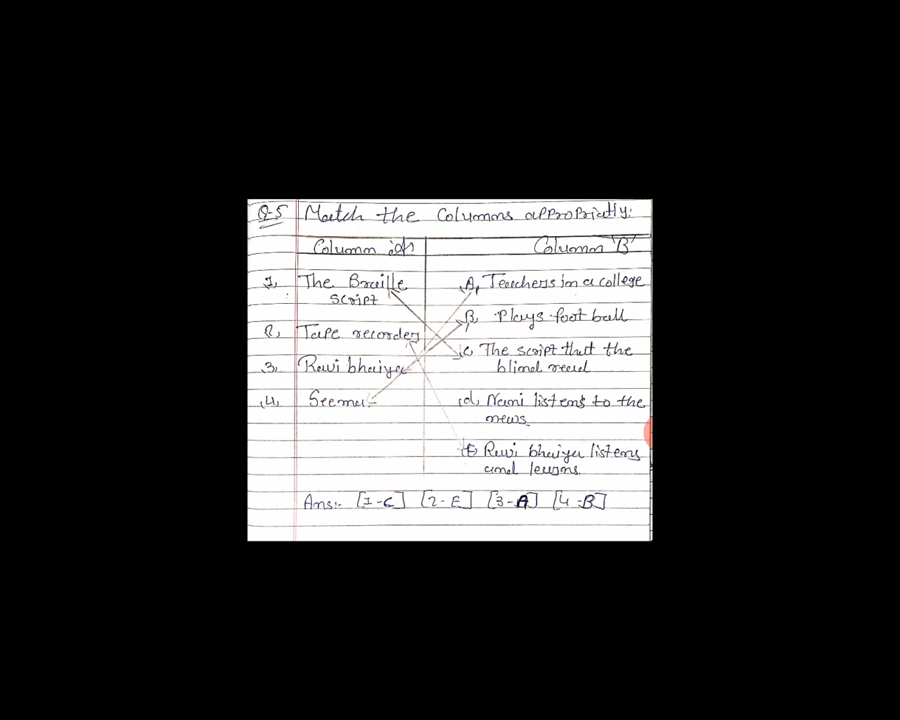 Q-5 Match the Columns appropriatly:
Column 'A' Column 'B'
1, The Braille A, Teachers in a college
script
B, Plays foot ball
2, Tape recorder
C, The script that the
blind read
3. Ravi bhaiya
4, Seema:- d, Nani listens to the
news
E Ravi bhaiya listens
and learns.
Ans:- [1-C] [2-E] [3-A] [4-B]